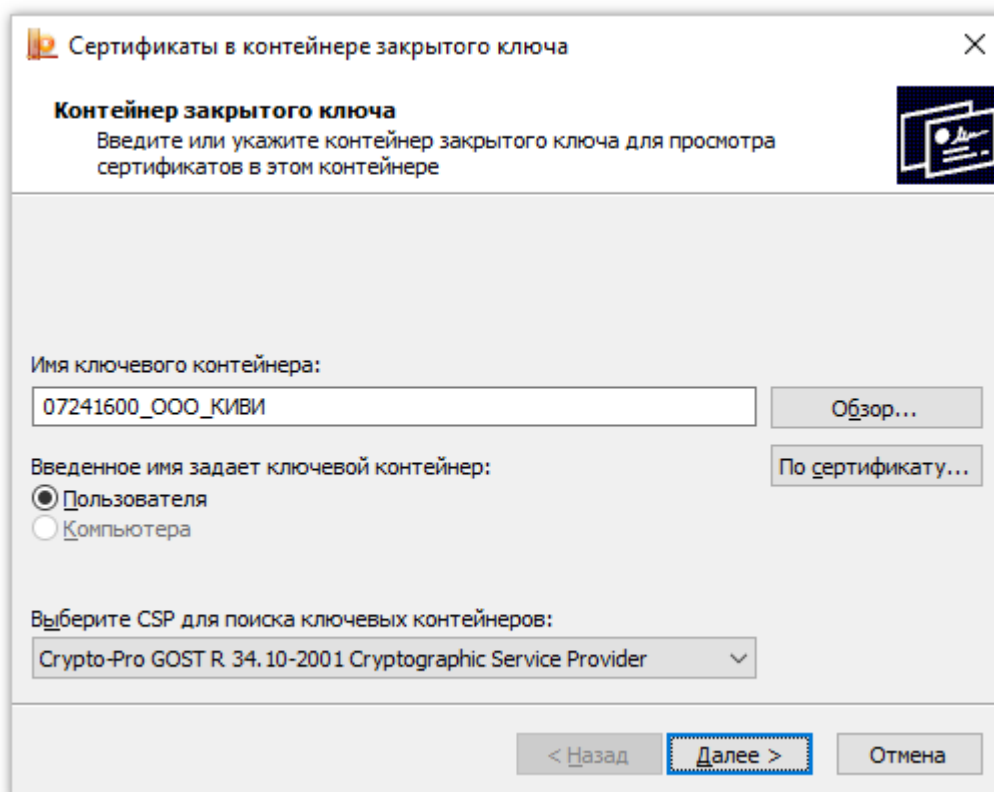 Сертификаты в контейнере закрытого ключа
Контейнер закрытого ключа
Введите или укажите контейнер закрытого ключа для просмотра
сертификатов в этом контейнере
Имя ключевого контейнера:
07241600_ООО_КИВИ
Обзор...
Введенное имя задает ключевой контейнер:
По сертификату...
Пользователя
Компьютера
Выберите CSP для поиска ключевых контейнеров:
Crypto-Pro GOST R 34.10-2001 Cryptographic Service Provider
< Назад
Далее >
Отмена